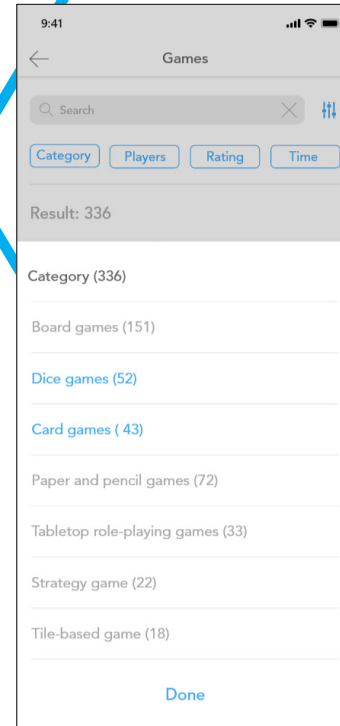 9:41
Games
Search
Category Players Rating Time
Result: 336
Category (336)
Board games (151)
Dice games (52)
Card games ( 43)
Paper and pencil games (72)
Tabletop role-playing games (33)
Strategy game (22)
Tile-based game (18)
Done